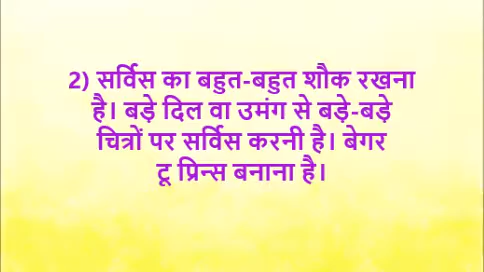 2) सर्विस का बहुत-बहुत शौक रखना
है। बड़े दिल वा उमंग से बड़े-बड़े
चित्रों पर सर्विस करनी है। बेगर
टू प्रिन्स बनाना है।